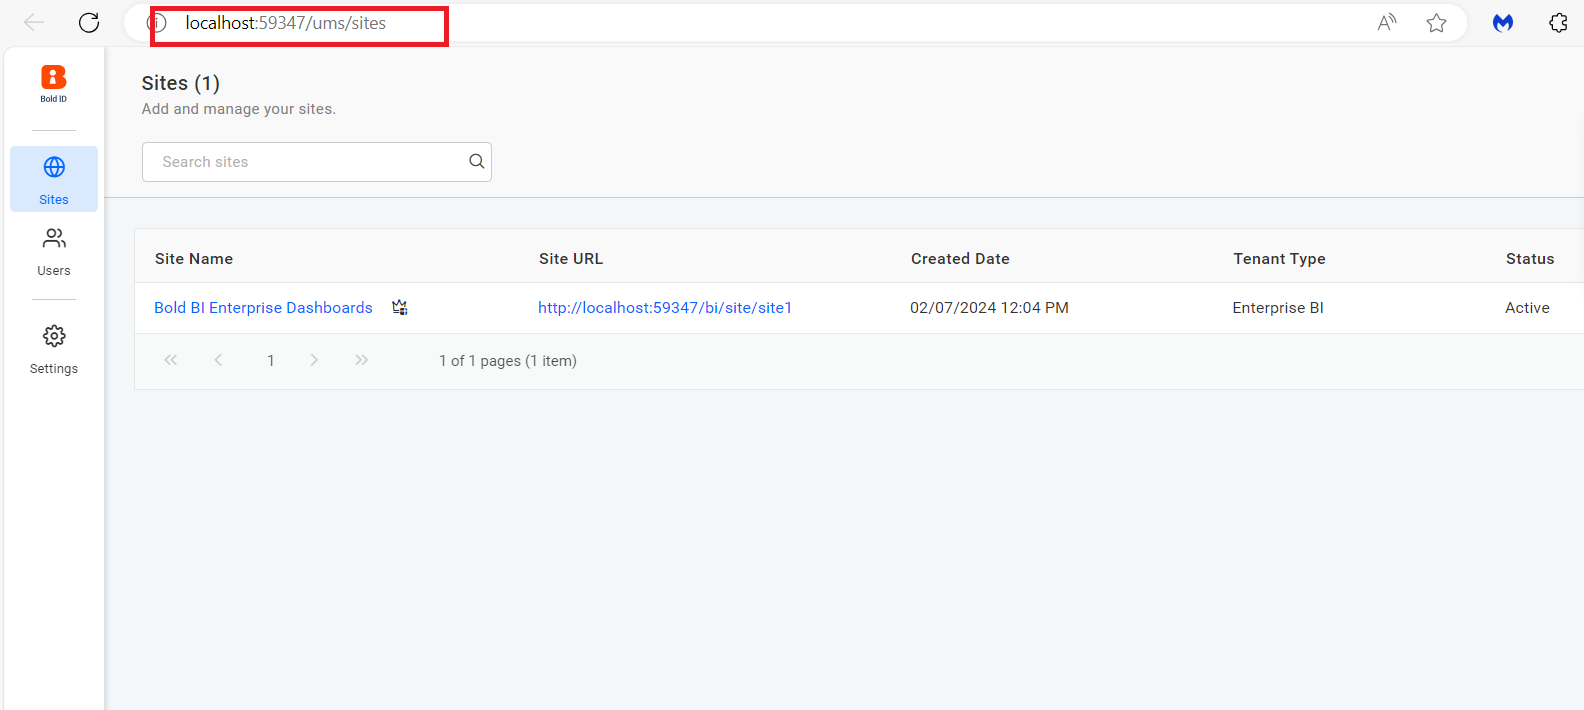 localhost:59347/ums/sites
Bold ID
Sites (1)
Add and manage your sites.
Search sites
Sites
Users
Settings
Site Name Site URL Created Date Tenant Type Status
Bold BI Enterprise Dashboards http://localhost:59347/bi/site/site1 02/07/2024 12:04 PM Enterprise BI Active
1 1 of 1 pages (1 item)